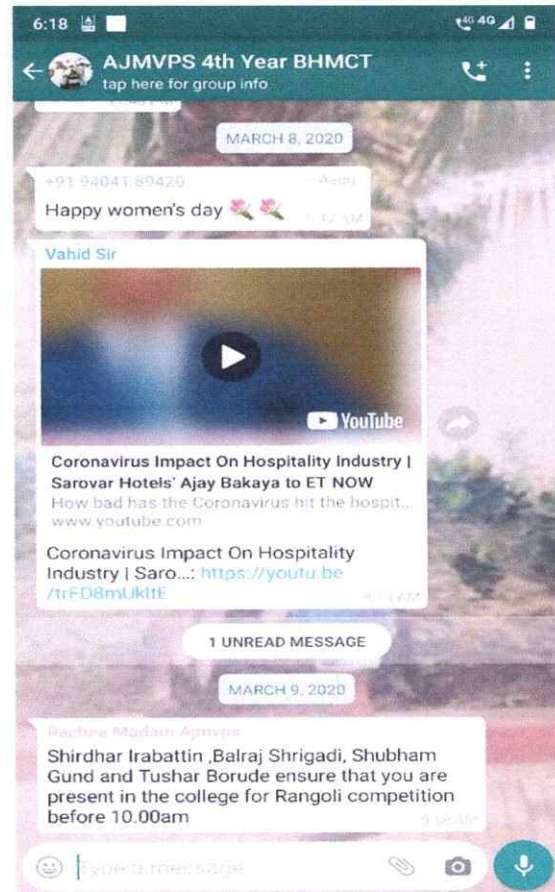 6:18
4G 4G
AJMVPS 4th Year BHMCT
tap here for group info
MARCH 8, 2020
+91 94041 89420
Happy women's day 💐 💐
Vahid Sir
YouTube
Coronavirus Impact On Hospitality Industry |
Sarovar Hotels' Ajay Bakaya to ET NOW
How bad has the Coronavirus hit the hospit...
www.youtube.com
Coronavirus Impact On Hospitality
Industry | Saro...: https://youtu.be
/trFD8mUkItE
1 UNREAD MESSAGE
MARCH 9, 2020
Madam Ajmvps
Shirdhar Irabattin ,Balraj Shrigadi, Shubham
Gund and Tushar Borude ensure that you are
present in the college for Rangoli competition
before 10.00am
Type a message